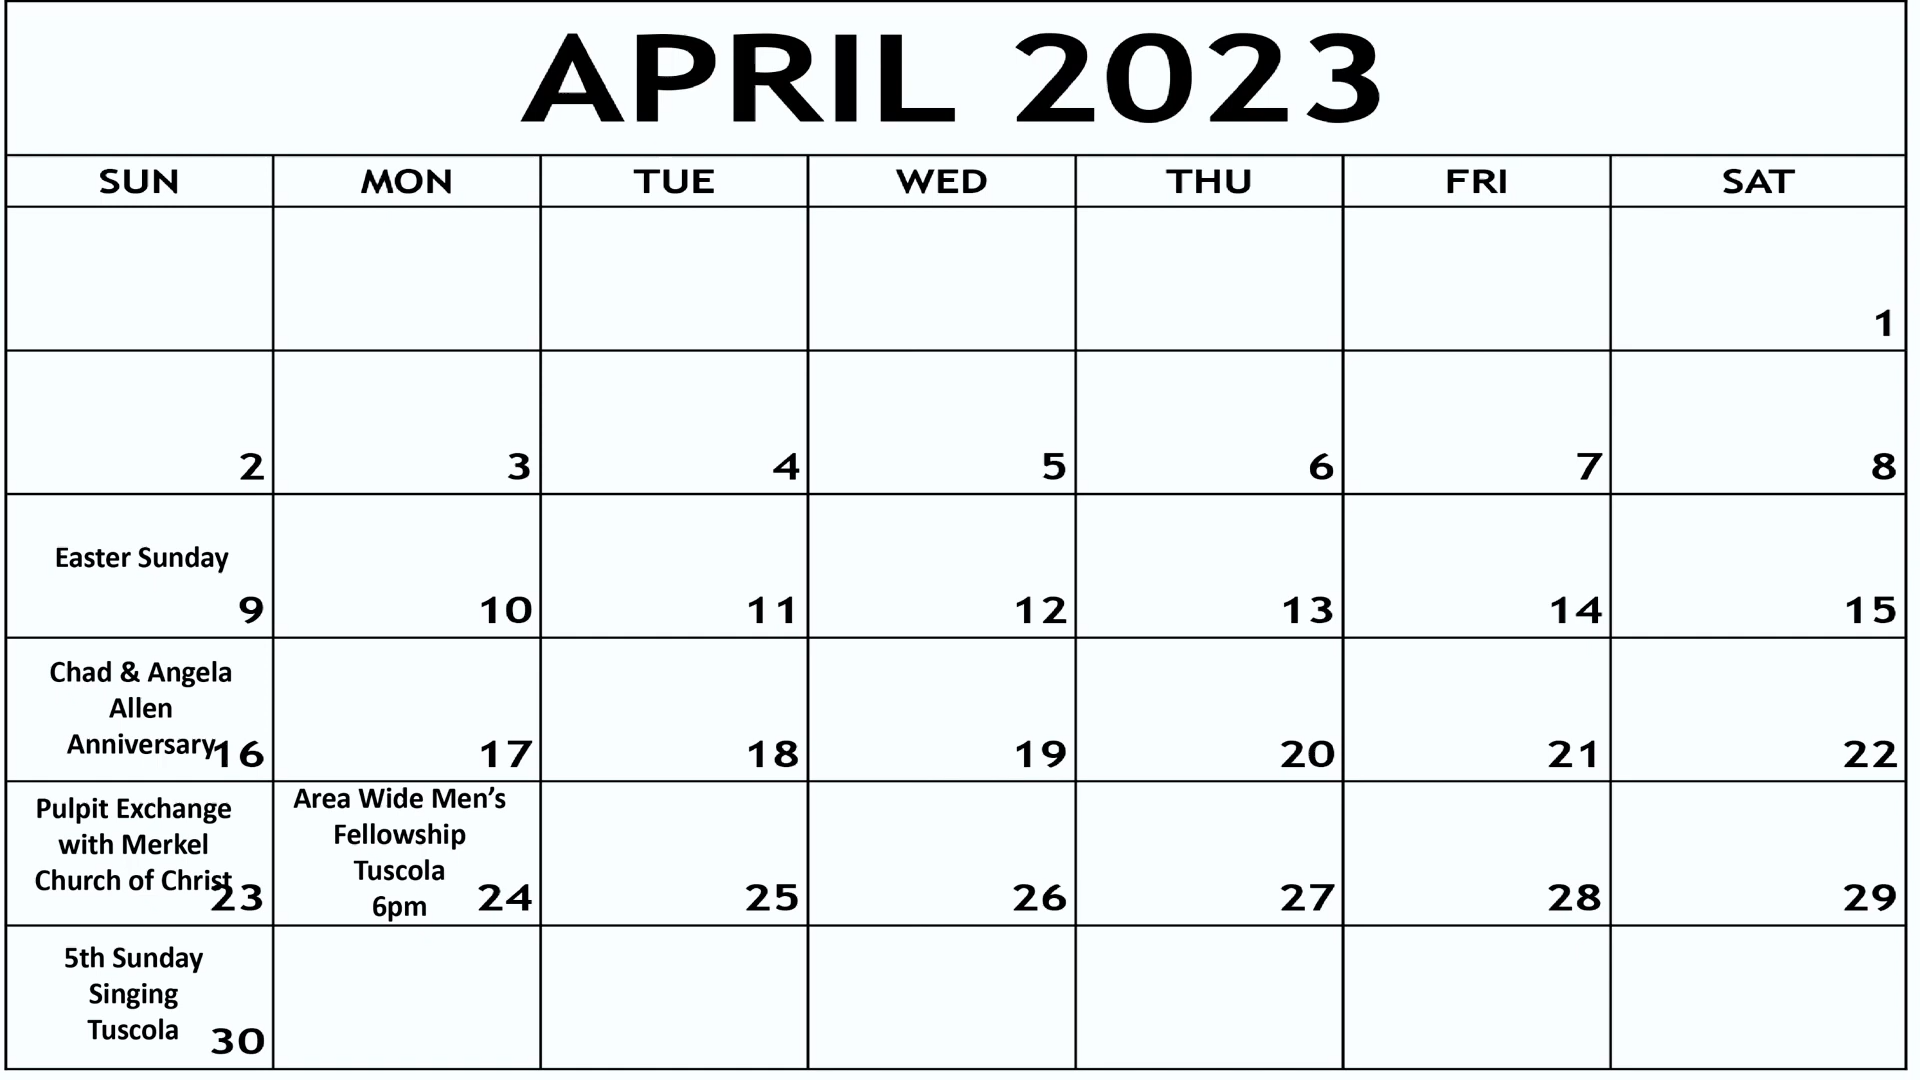 APRIL 2023
SUN MON TUE WED THU FRI SAT
1
2 3 4 5 6 7 8
Easter Sunday
9 10 11 12 13 14 15
Chad & Angela
Allen
Anniversary
16 17 18 19 20 21 22
Pulpit Exchange
with Merkel
Church of Christ
23
Area Wide Men’s
Fellowship
Tuscola
6pm
24 25 26 27 28 29
5th Sunday
Singing
Tuscola
30